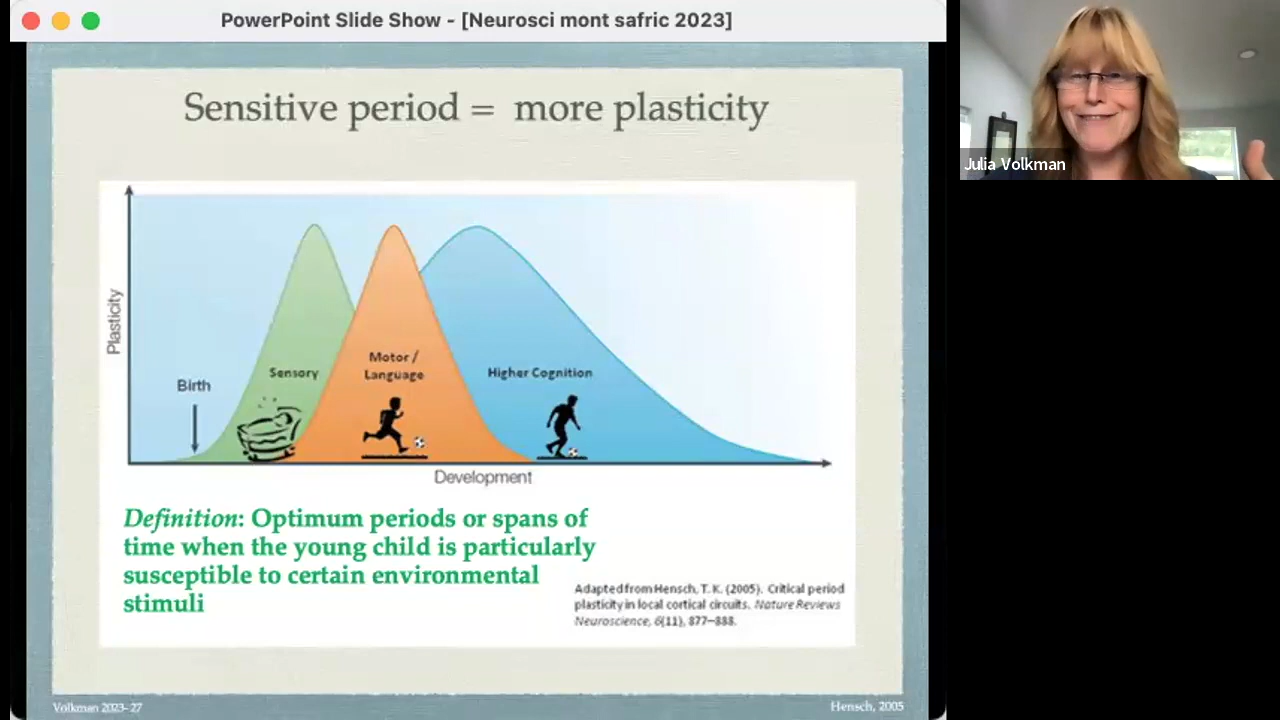 PowerPoint Slide Show - [Neurosci mont safric 2023]
Sensitive period = more plasticity
Plasticity
Birth
Sensory
Motor /
Language
Higher Cognition
Development
Definition: Optimum periods or spans of
time when the young child is particularly
susceptible to certain environmental
stimuli
Adapted from Hensch, T. K. (2005). Critical period
plasticity in local cortical circuits. Nature Reviews
Neuroscience, 6(11), 877–888.
Volkman 2023- 27
Hensch, 2005
Julia Volkman